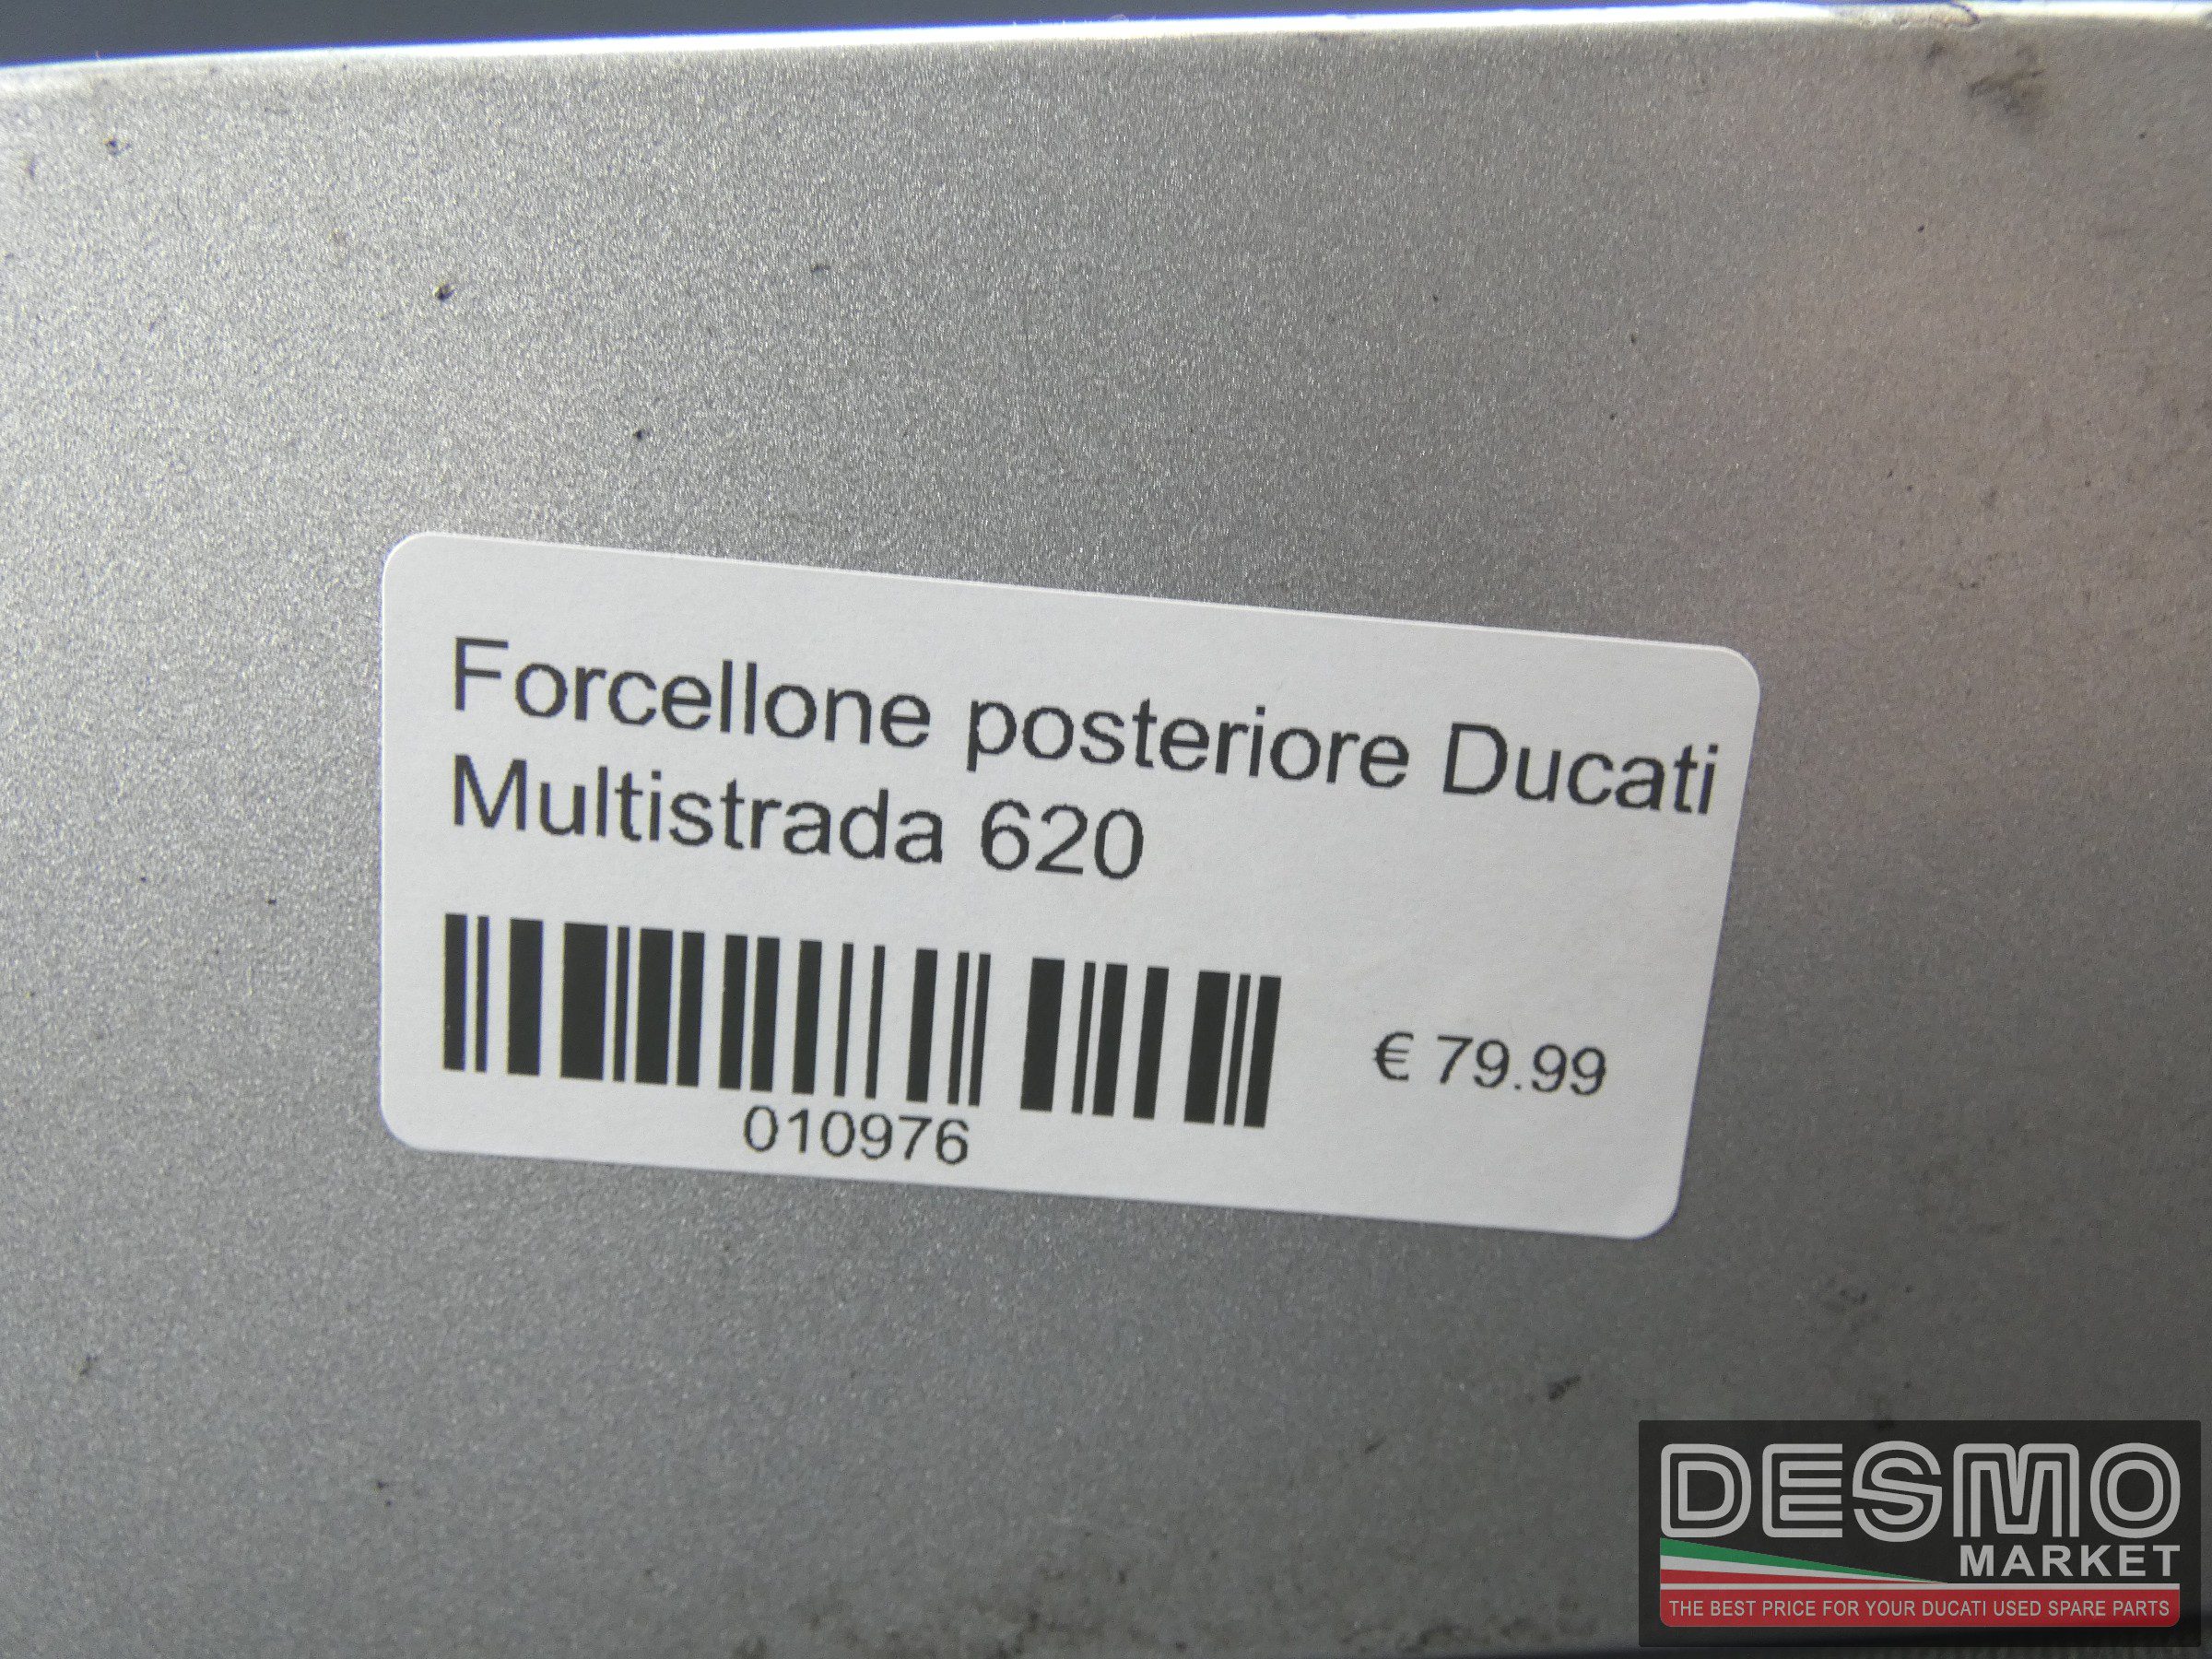 Forcellone posteriore Ducati
Multistrada 620
€ 79.99
010976
DESMO
MARKET
THE BEST PRICE FOR YOUR DUCATI USED SPARE PARTS